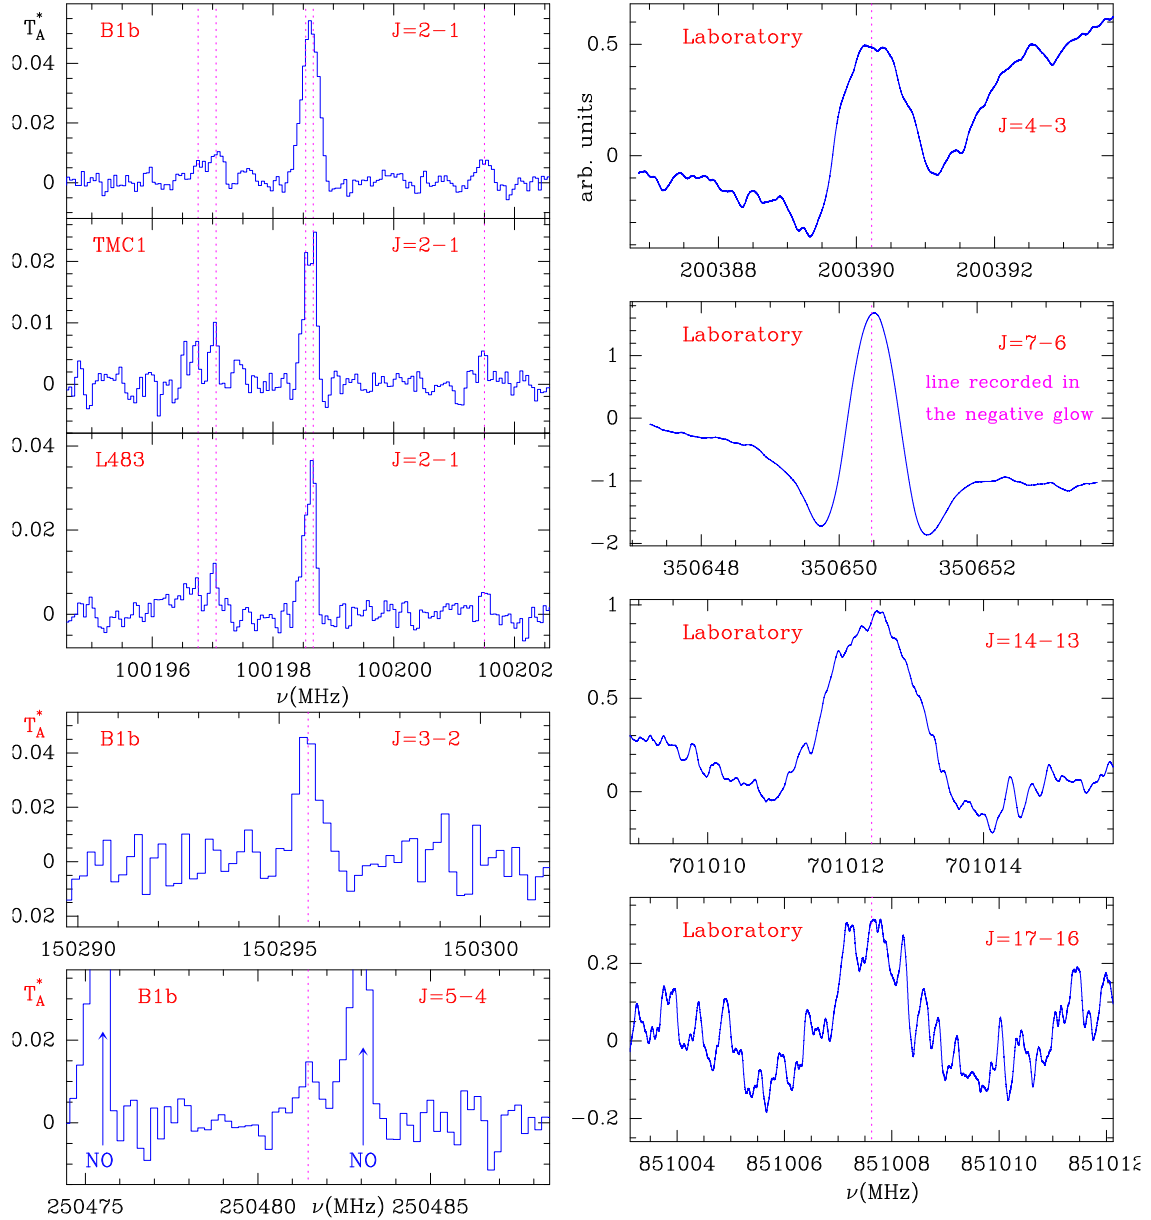 T*A B1b J=2−1
0.04
0.02
0
TMC1 J=2−1
0.02
0.01
0
L483 J=2−1
0.04
0.02
0
100196 100198 100200 100202
ν(MHz)
T*A B1b J=3−2
0.04
0.02
0
0.02
150290 150295 150300
T*A B1b J=5−4
0.02
0
NO NO
250475 250480 ν(MHz) 250485
Laboratory
J=4−3
arb. units
0.5
0
200388 200390 200392
Laboratory
J=7−6
line recorded in
the negative glow
1
0
−1
−2
350648 350650 350652
Laboratory
J=14−13
1
0.5
0
701010 701012 701014
Laboratory
J=17−16
0.2
0
−0.2
851004 851006 851008 851010 851012
ν(MHz)